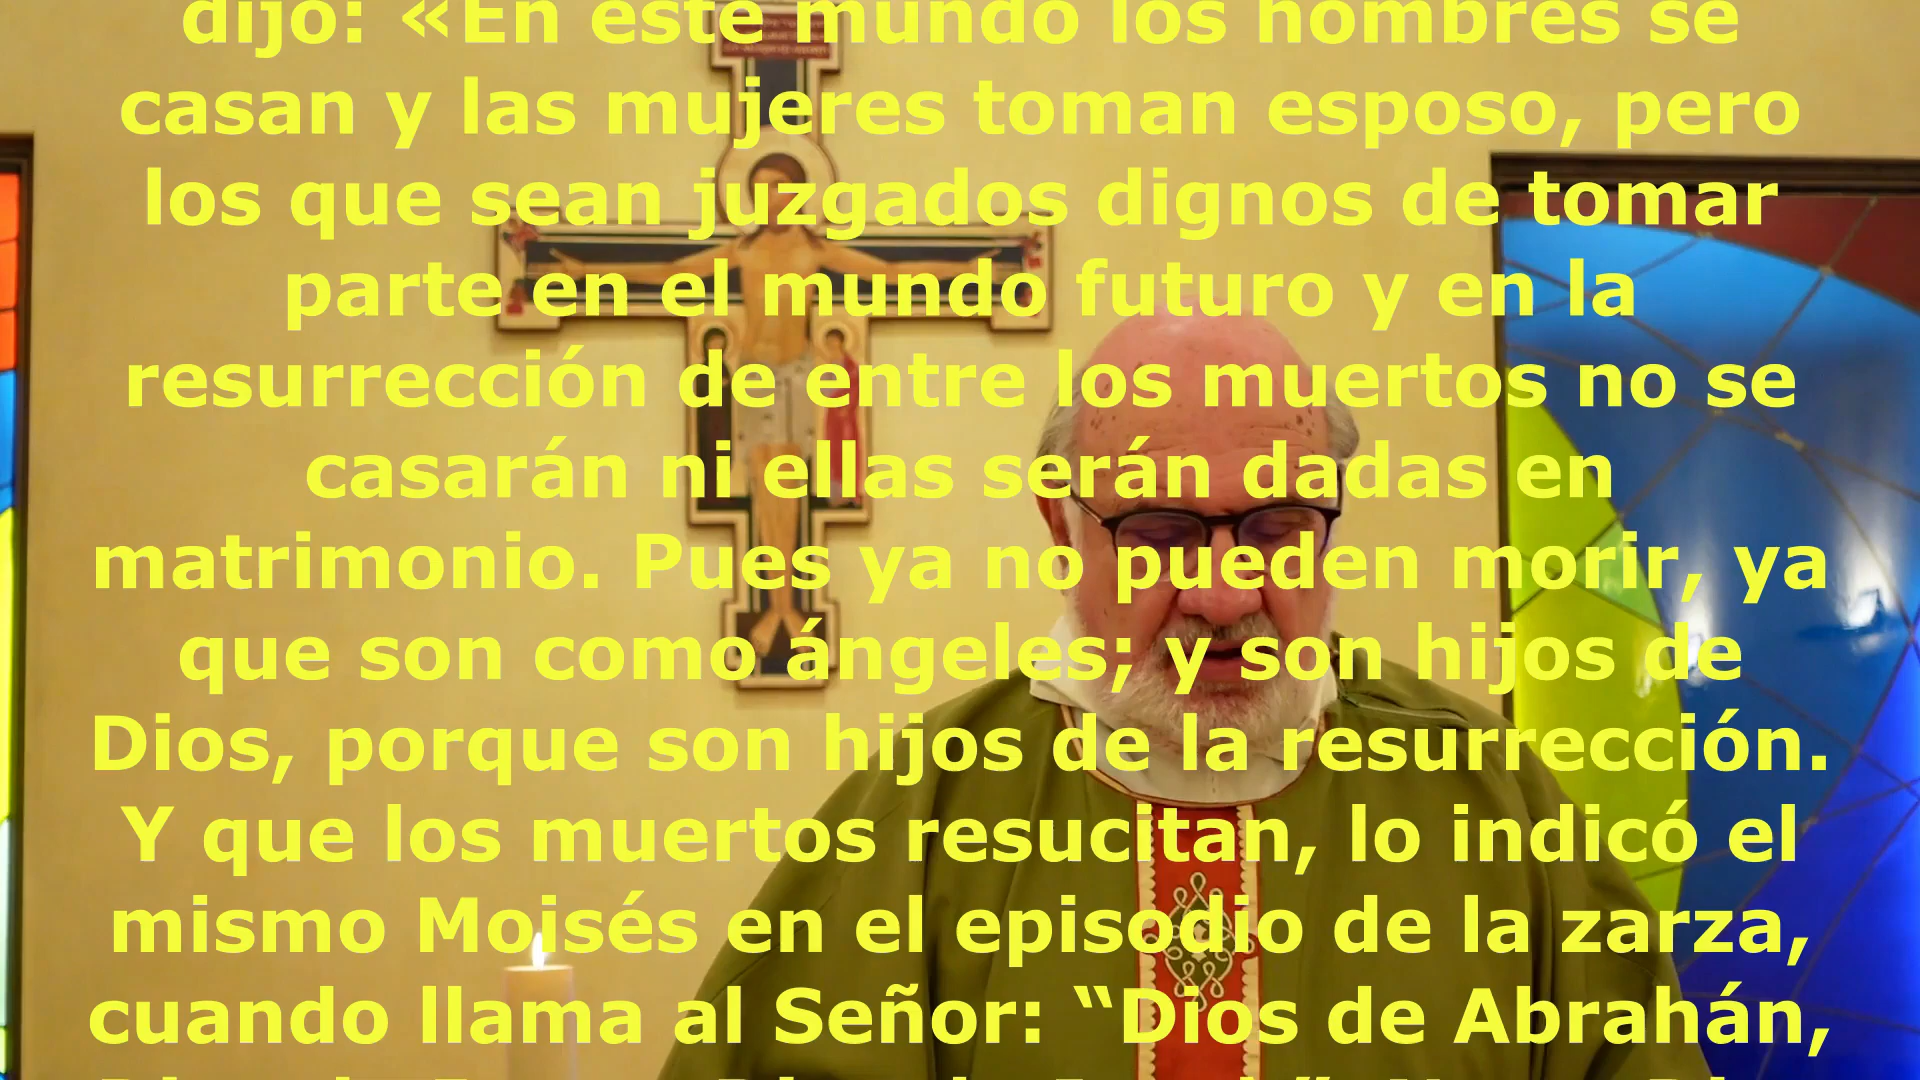 dijo: «En este mundo los hombres se
casan y las mujeres toman esposo, pero
los que sean juzgados dignos de tomar
parte en el mundo futuro y en la
resurrección de entre los muertos no se
casarán ni ellas serán dadas en
matrimonio. Pues ya no pueden morir, ya
que son como ángeles; y son hijos de
Dios, porque son hijos de la resurrección.
Y que los muertos resucitan, lo indicó el
mismo Moisés en el episodio de la zarza,
cuando llama al Señor: “Dios de Abrahán,